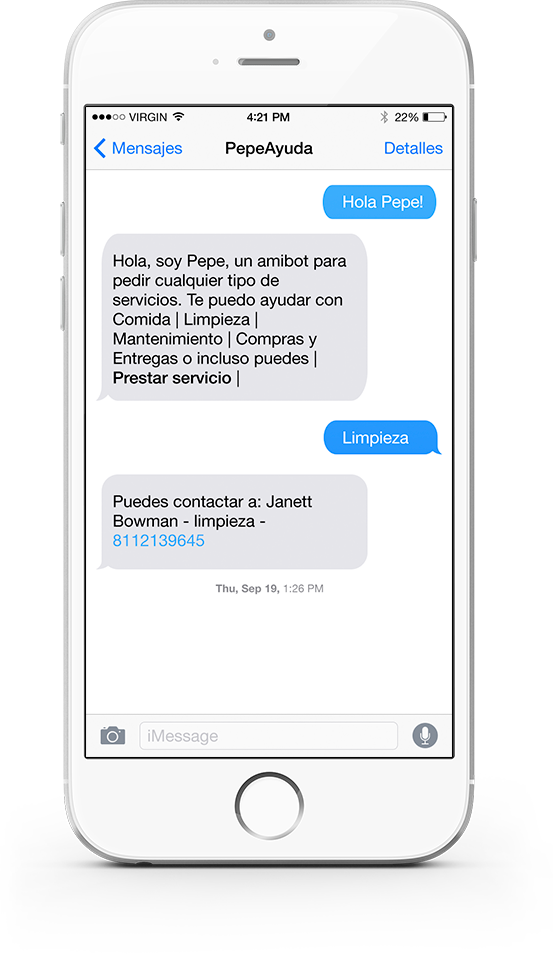 VIRGIN 4:21 PM 22%
Mensajes PepeAyuda Detalles
Hola Pepe!
Hola, soy Pepe, un amibot para
pedir cualquier tipo de
servicios. Te puedo ayudar con
Comida | Limpieza |
Mantenimiento | Compras y
Entregas o incluso puedes |
Prestar servicio |
Limpieza
Puedes contactar a: Janett
Bowman - limpieza -
8112139645
Thu, Sep 19, 1:26 PM
iMessage